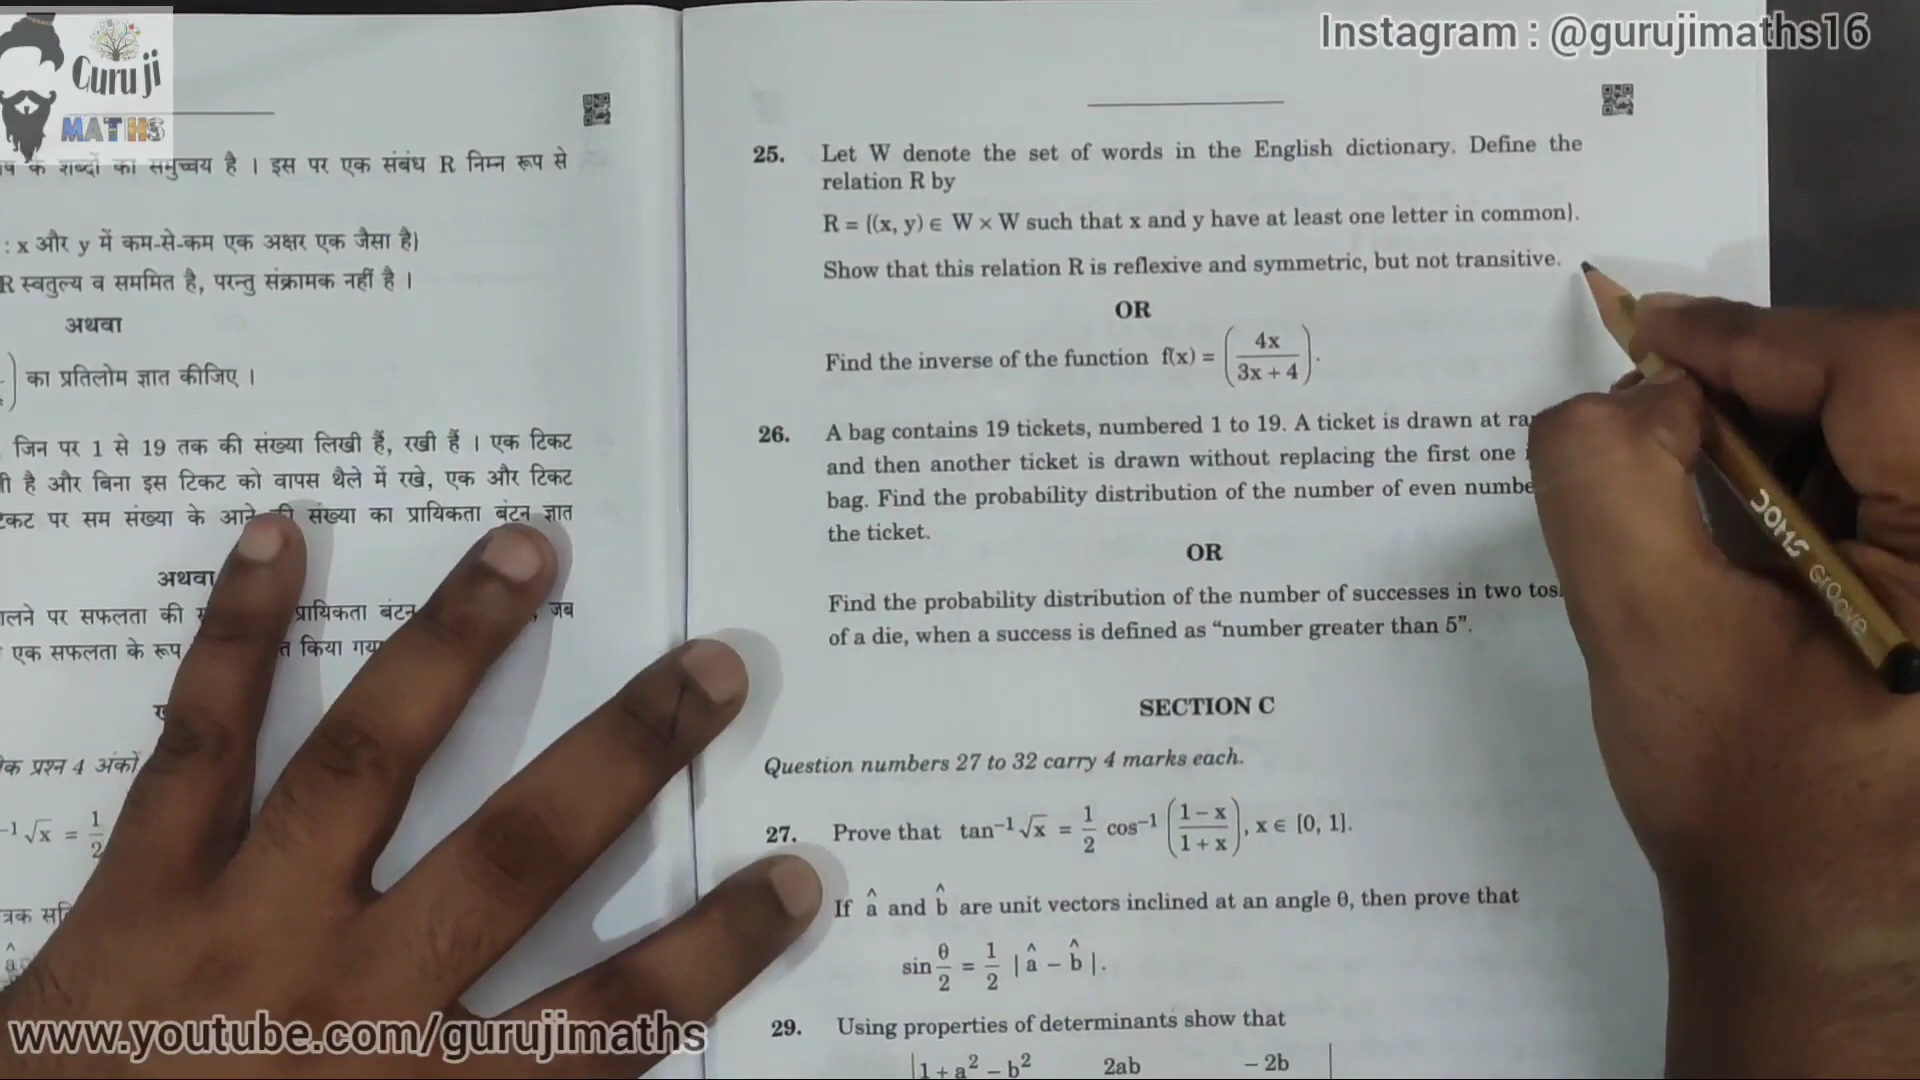 Guruji
MATHS
Instagram : @gurujimaths16
के शब्दों का समुच्चय है । इस पर एक संबंध R निम्न रूप से
: x और y में कम-से-कम एक अक्षर एक जैसा है}
R स्वतुल्य व सममित है, परन्तु संक्रामक नहीं है ।
अथवा
का प्रतिलोम ज्ञात कीजिए ।
जिन पर 1 से 19 तक की संख्या लिखी हैं, रखी हैं । एक टिकट
है और बिना इस टिकट को वापस थैले में रखे, एक और टिकट
पर सम संख्या के आने की संख्या का प्रायिकता बंटन ज्ञात
अथवा
पर सफलता की प्रायिकता बंटन जब
एक सफलता के रूप किया गया
प्रश्न 4 अंकों
⁻¹ √x = 1/2
25. Let W denote the set of words in the English dictionary. Define the
relation R by
R = {(x, y) ∈ W × W such that x and y have at least one letter in common}.
Show that this relation R is reflexive and symmetric, but not transitive.
OR
Find the inverse of the function f(x) = (4x / 3x + 4).
26. A bag contains 19 tickets, numbered 1 to 19. A ticket is drawn at
and then another ticket is drawn without replacing the first one
bag. Find the probability distribution of the number of even
the ticket.
OR
Find the probability distribution of the number of successes in two
of a die, when a success is defined as “number greater than 5”.
SECTION C
Question numbers 27 to 32 carry 4 marks each.
27. Prove that tan⁻¹ √x = 1/2 cos⁻¹ (1 – x / 1 + x), x ∈ [0, 1].
If â and b̂ are unit vectors inclined at an angle θ, then prove that
sin θ/2 = 1/2 | â – b̂ |.
29. Using properties of determinants show that
| 1 + a² – b² 2ab – 2b |
www.youtube.com/gurujimaths
DOMS GROOVE